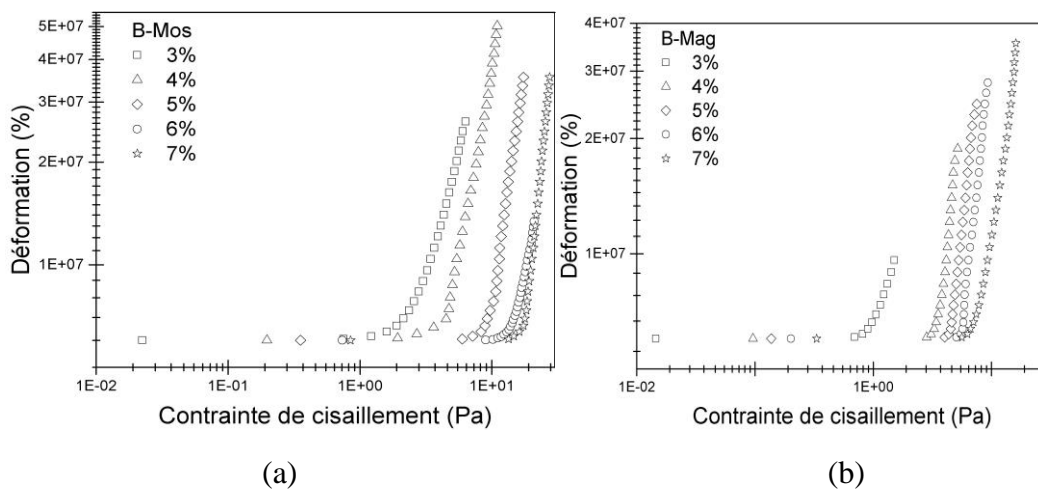 B-Mos
3%
4%
5%
6%
7%
5E+07
4E+07
3E+07
2E+07
1E+07
Déformation (%)
1E-02 1E-01 1E+00 1E+01
Contrainte de cisaillement (Pa)
(a)
B-Mag
3%
4%
5%
6%
7%
4E+07
3E+07
2E+07
1E+07
Déformation (%)
1E-02 1E+00
Contrainte de cisaillement (Pa)
(b)